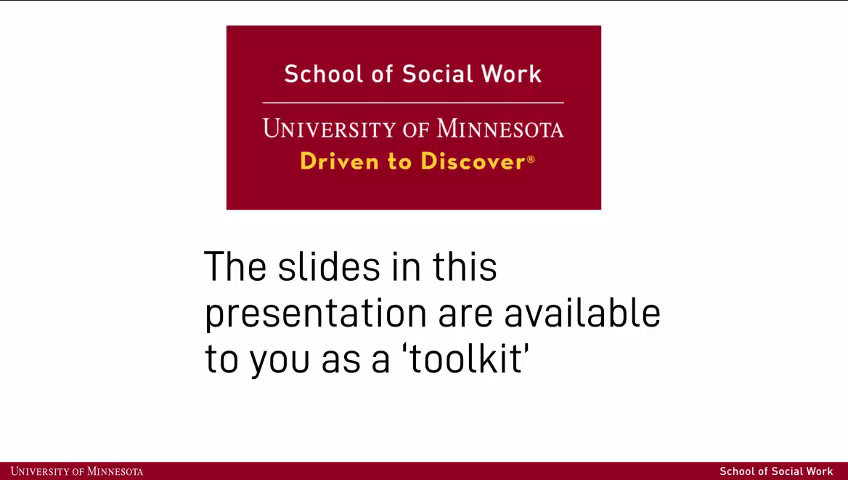 School of Social Work
UNIVERSITY OF MINNESOTA
Driven to Discover®
The slides in this
presentation are available
to you as a ‘toolkit’
UNIVERSITY OF MINNESOTA
School of Social Work